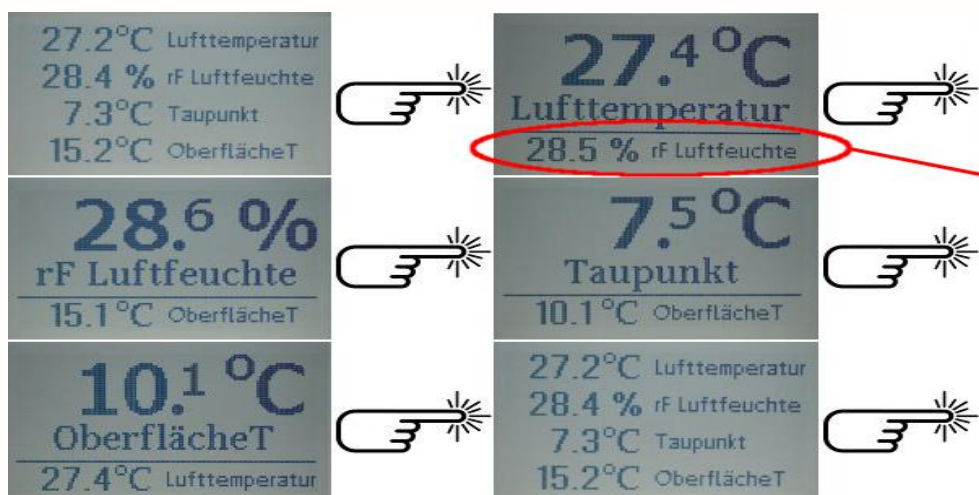 27.2°C Lufttemperatur
28.4 % rF Luftfeuchte
7.3°C Taupunkt
15.2°C OberflächeT
27.4 °C
Lufttemperatur
28.5 % rF Luftfeuchte
28.6 %
rF Luftfeuchte
15.1°C OberflächeT
7.5 °C
Taupunkt
10.1°C OberflächeT
10.1 °C
OberflächeT
27.4°C Lufttemperatur
27.2°C Lufttemperatur
28.4 % rF Luftfeuchte
7.3°C Taupunkt
15.2°C OberflächeT